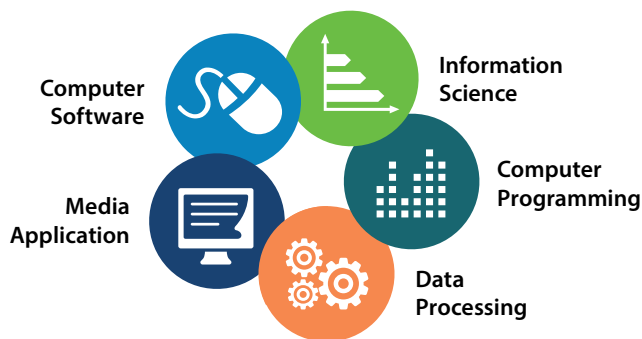 Computer
Software
Information
Science
Computer
Programming
Data
Processing
Media
Application